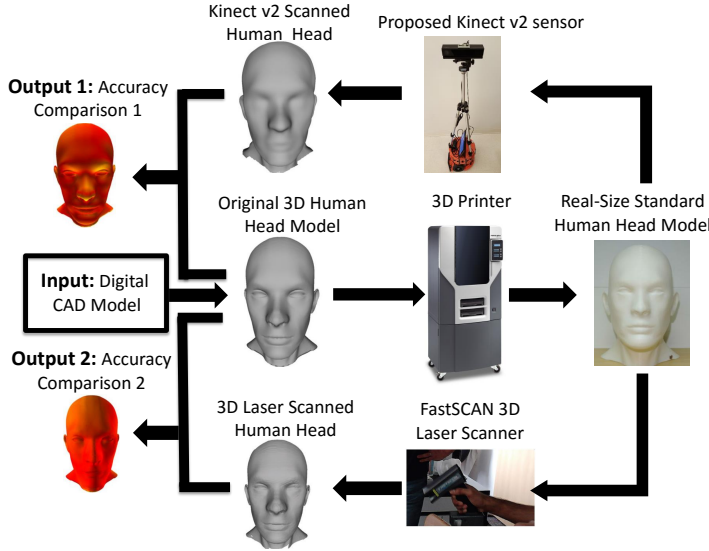 Kinect v2 Scanned
Human Head
Proposed Kinect v2 sensor
Output 1: Accuracy
Comparison 1
Original 3D Human
Head Model
3D Printer
Real-Size Standard
Human Head Model
Input: Digital
CAD Model
Output 2: Accuracy
Comparison 2
3D Laser Scanned
Human Head
FastSCAN 3D
Laser Scanner